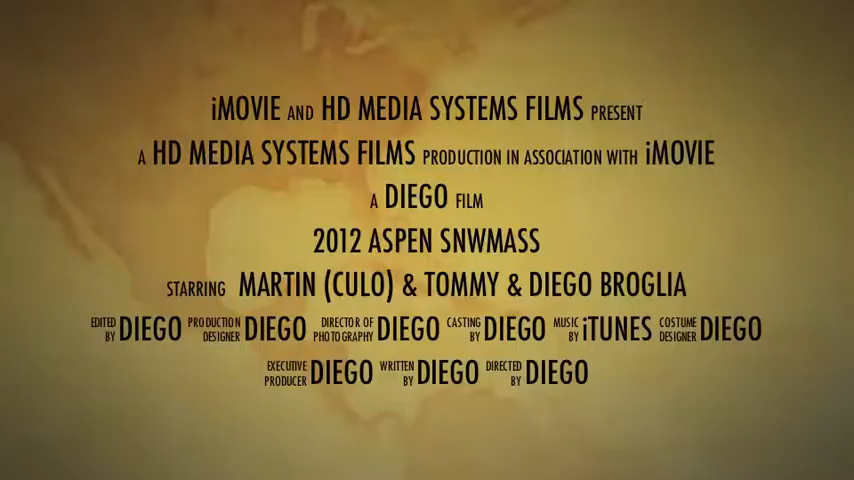 iMOVIE AND HD MEDIA SYSTEMS FILMS PRESENT
A HD MEDIA SYSTEMS FILMS PRODUCTION IN ASSOCIATION WITH iMOVIE
A DIEGO FILM
2012 ASPEN SNWMASS
STARRING MARTIN (CULO) & TOMMY & DIEGO BROGLIA
EDITED BY DIEGO PRODUCTION DESIGNER DIEGO DIRECTOR OF PHOTOGRAPHY DIEGO CASTING BY DIEGO MUSIC BY iTUNES COSTUME DESIGNER DIEGO
EXECUTIVE PRODUCER DIEGO WRITTEN BY DIEGO DIRECTED BY DIEGO